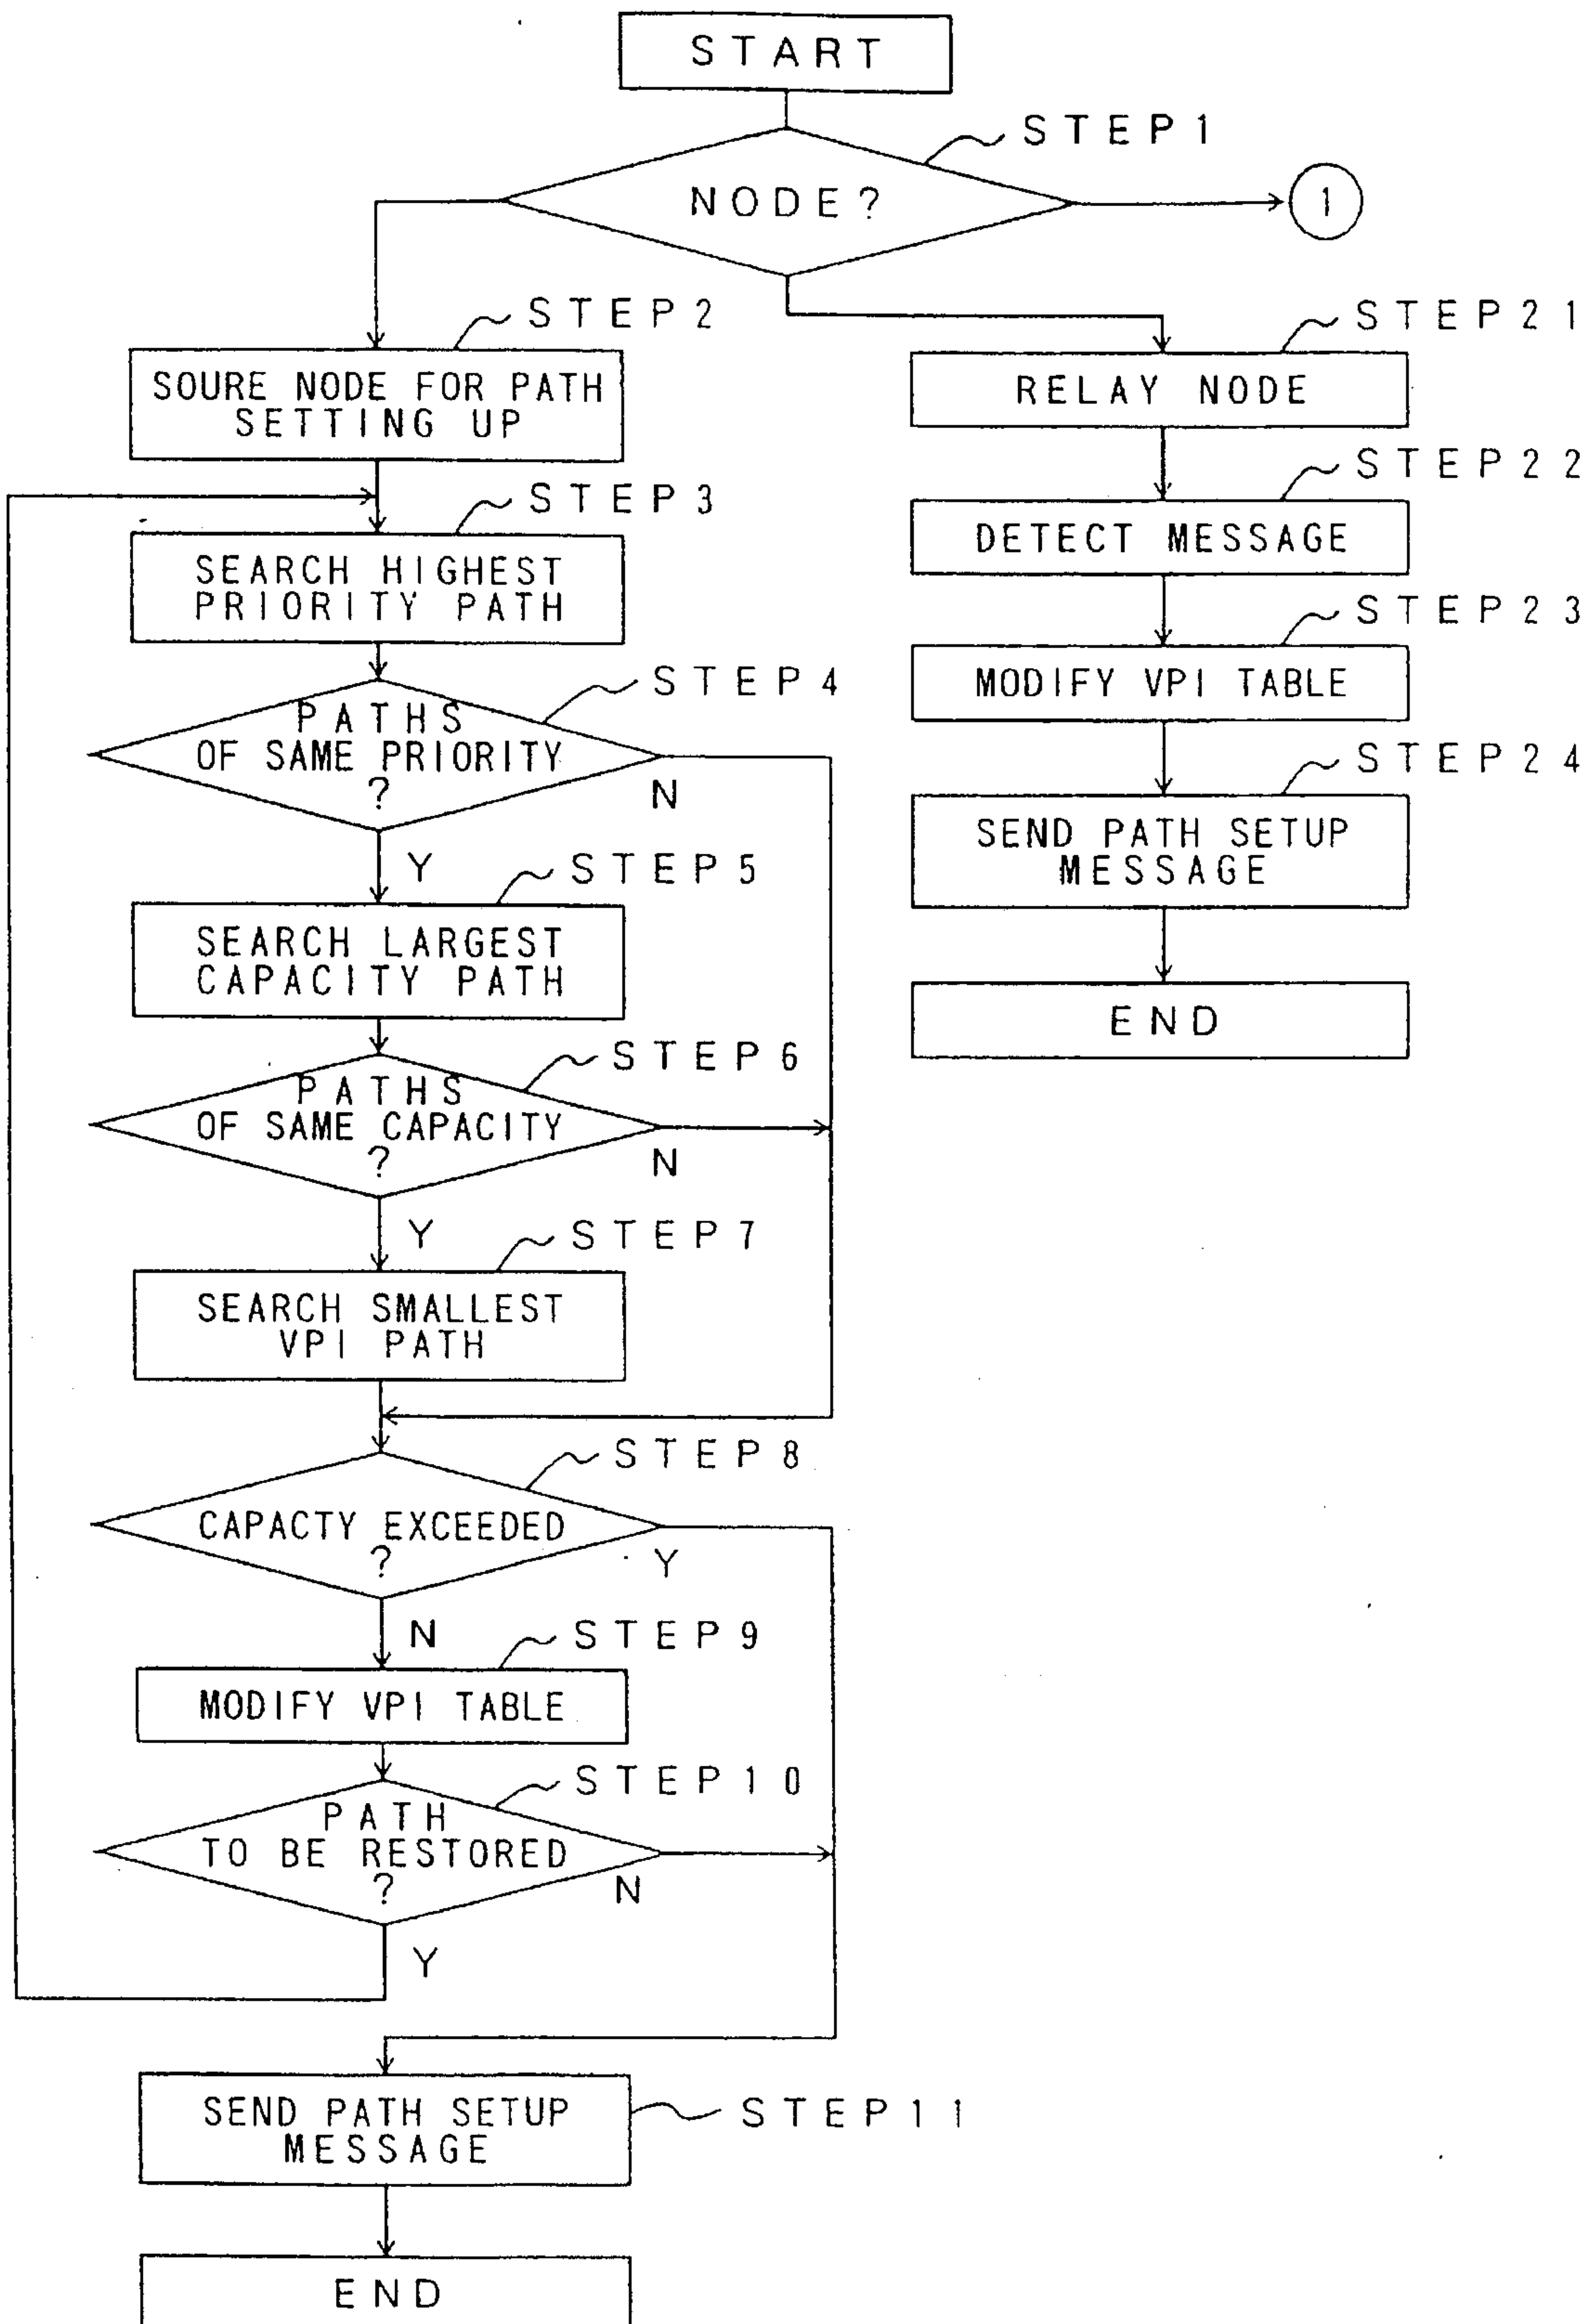 START
STEP1
NODE?
1
STEP2
SOURE NODE FOR PATH
SETTING UP
STEP3
SEARCH HIGHEST
PRIORITY PATH
STEP4
PATHS
OF SAME PRIORITY
?
N
Y
STEP5
SEARCH LARGEST
CAPACITY PATH
STEP6
PATHS
OF SAME CAPACITY
?
N
Y
STEP7
SEARCH SMALLEST
VPI PATH
STEP8
CAPACTY EXCEEDED
?
Y
N
STEP9
MODIFY VPI TABLE
STEP10
PATH
TO BE RESTORED
?
N
Y
SEND PATH SETUP
MESSAGE
STEP11
END
STEP21
RELAY NODE
STEP22
DETECT MESSAGE
STEP23
MODIFY VPI TABLE
STEP24
SEND PATH SETUP
MESSAGE
END